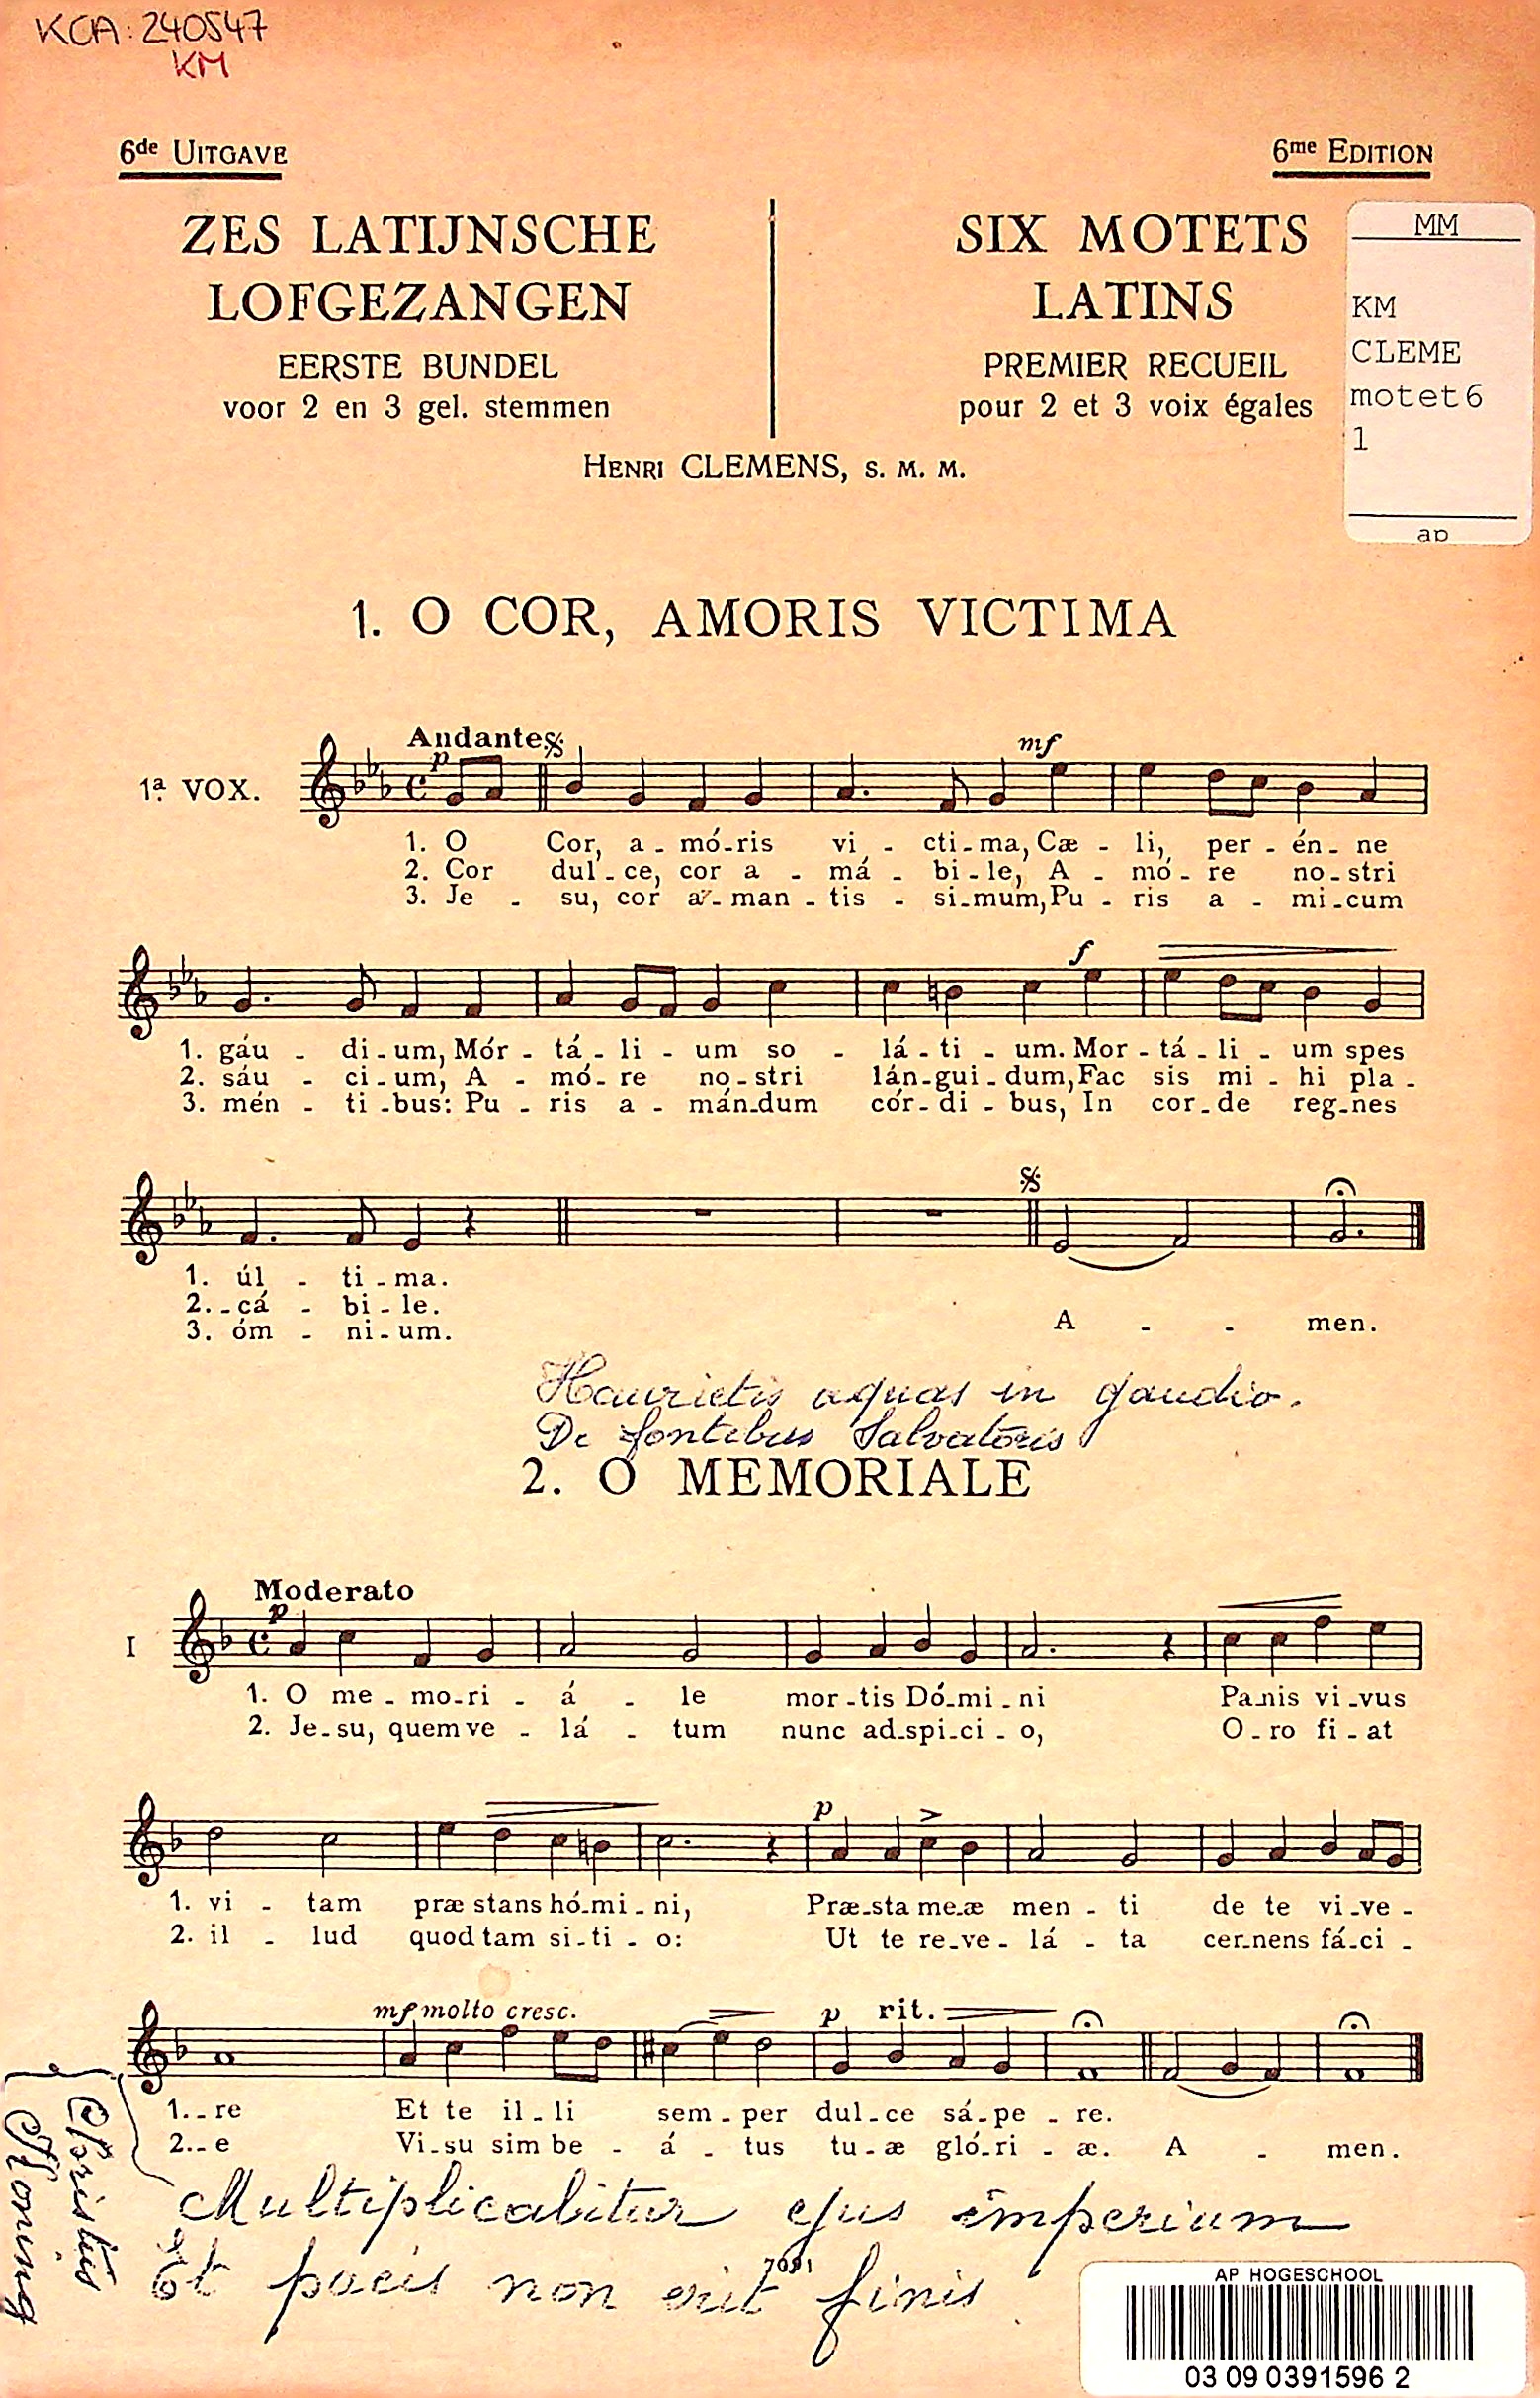 KCA: 240547
KM
6de UITGAVE
6me EDITION
ZES LATIJNSCHE
LOFGEZANGEN
EERSTE BUNDEL
voor 2 en 3 gel. stemmen
SIX MOTETS
LATINS
PREMIER RECUEIL
pour 2 et 3 voix égales
MM
KM
CLEME
motet6
1
ap
HENRI CLEMENS, S. M. M.
1. O COR, AMORIS VICTIMA
Andante
p mf
1ª VOX.
1. O Cor, a - mó-ris vi - cti-ma, Cæ - li, per - én - ne
2. Cor dul - ce, cor a - má - bi - le, A - mó - re no - stri
3. Je - su, cor a - man - tis - si-mum, Pu - ris a - mi-cum
f
1. gáu - di - um, Mór - tá - li - um so - lá - ti - um. Mor - tá - li - um spes
2. sáu - ci - um, A - mó - re no - stri lán-gui - dum, Fac sis mi - hi pla -
3. mén - ti - bus: Pu - ris a - mán-dum cór - di - bus, In cor-de reg-nes
1. úl - ti - ma.
2. - cá - bi - le.
3. óm - ni - um.
A - - men.
Haurietis aquas in gaudio.
De fontibus Salvatoris
2. O MEMORIALE
Moderato
p
I
1. O me - mo-ri - á - le mor - tis Dó-mi - ni Pa-nis vi - vus
2. Je - su, quem ve - lá - tum nunc ad-spi-ci - o, O - ro fi - at
p >
1. vi - tam præ stans hó-mi - ni, Præ-sta me-æ men - ti de te vi - ve -
2. il - lud quod tam si - ti - o: Ut te re-ve - lá - ta cer-nens fá-ci -
mf molto cresc. p rit.
1. - re Et te il - li sem - per dul - ce sá - pe - re.
2. - e Vi - su sim be - á - tus tu - æ gló-ri - æ. A - men.
Christus
Koning
Multiplicabitur ejus imperium
Et pacis non erit finis
7091
AP HOGESCHOOL
03 09 0391596 2